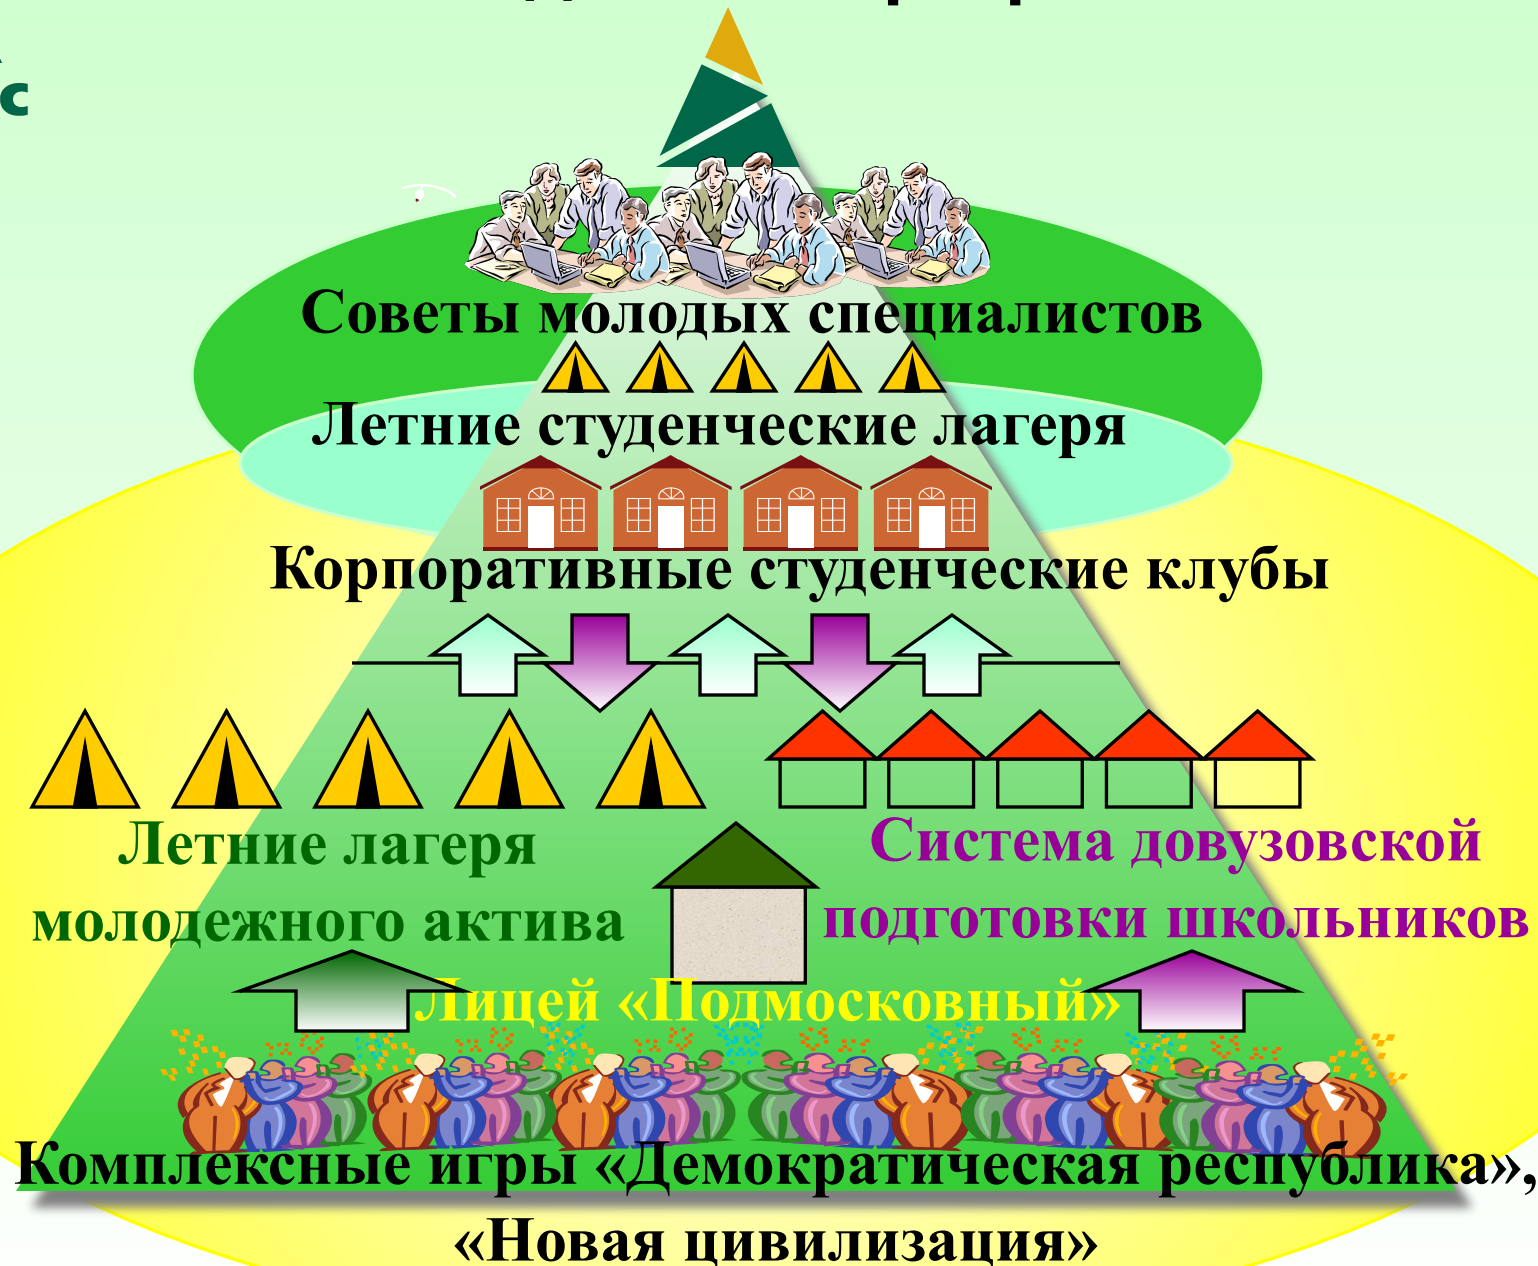 с
Советы молодых специалистов
Летние студенческие лагеря
Корпоративные студенческие клубы
Летние лагеря
молодежного актива
Система довузовской
подготовки школьников
Лицей «Подмосковный»
Комплексные игры «Демократическая республика»,
«Новая цивилизация»